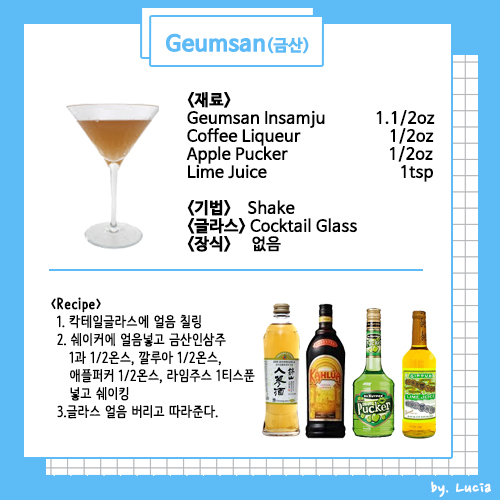 Geumsan(금산)
<재료>
Geumsan Insamju 1.1/2oz
Coffee Liqueur 1/2oz
Apple Pucker 1/2oz
Lime Juice 1tsp
<기법> Shake
<글라스> Cocktail Glass
<장식> 없음
<Recipe>
1. 칵테일글라스에 얼음 칠링
2. 쉐이커에 얼음넣고 금산인삼주
1과 1/2온스, 깔루아 1/2온스,
애플퍼커 1/2온스, 라임주스 1티스푼
넣고 쉐이킹
3.글라스 얼음 버리고 따라준다.
人蔘酒
KAHLUA
Pucker
LIME JUICE
by. Lucia